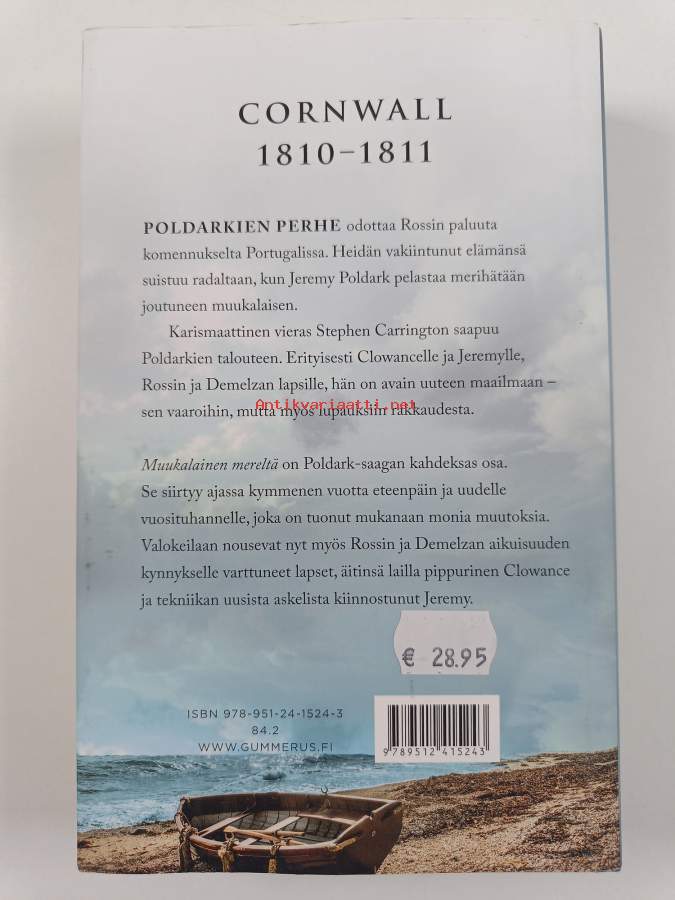 CORNWALL
1810–1811
POLDARKIEN PERHE odottaa Rossin paluuta
komennukselta Portugalissa. Heidän vakiintunut elämänsä
suistuu radaltaan, kun Jeremy Poldark pelastaa merihätään
joutuneen muukalaisen.
Karismaattinen vieras Stephen Carrington saapuu
Poldarkien talouteen. Erityisesti Clowancelle ja Jeremylle,
Rossin ja Demelzan lapsille, hän on avain uuteen maailmaan –
sen vaaroihin, mutta myös lupauksiin rakkaudesta.
Antikvariaatti.net
Muukalainen mereltä on Poldark-saagan kahdeksas osa.
Se siirtyy ajassa kymmenen vuotta eteenpäin ja uudelle
vuosituhannelle, joka on tuonut mukanaan monia muutoksia.
Valokeilaan nousevat nyt myös Rossin ja Demelzan aikuisuuden
kynnykselle varttuneet lapset, äitinsä lailla pippurinen Clowance
ja tekniikan uusista askelista kiinnostunut Jeremy.
€ 28.95
ISBN 978-951-24-1524-3
84.2
WWW.GUMMERUS.FI
9 789512 415243